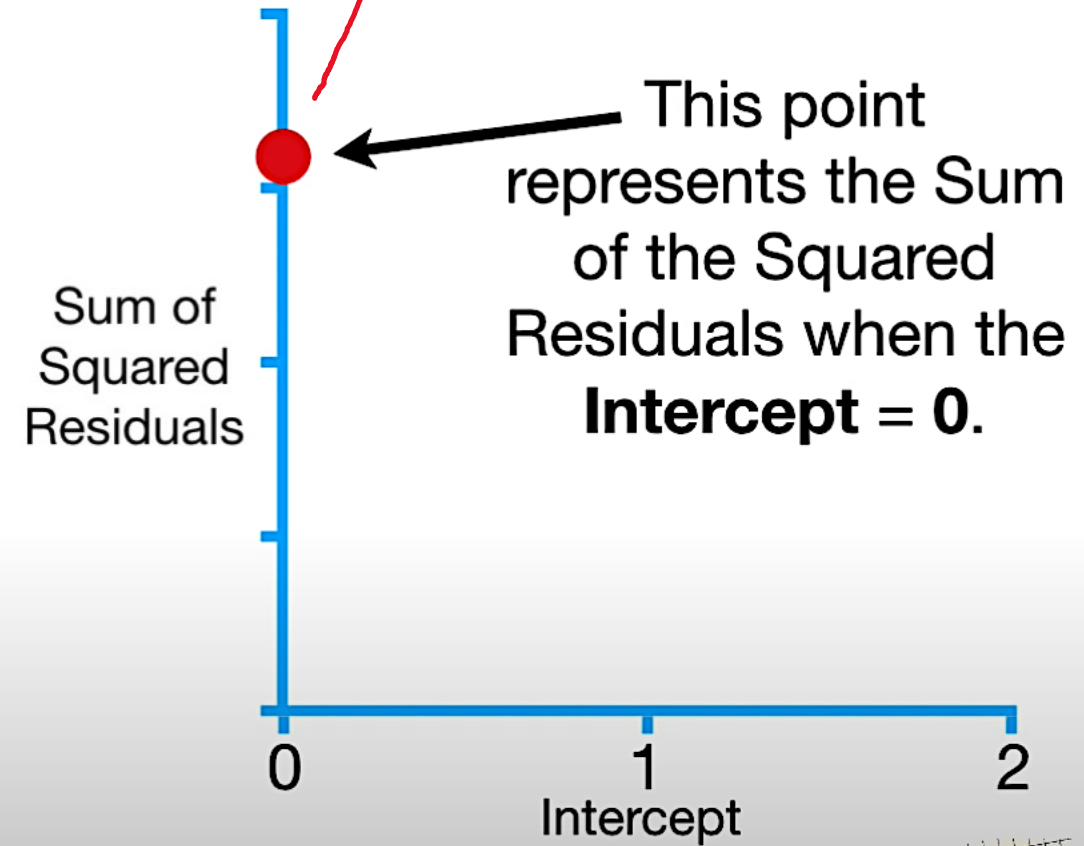 This point
represents the Sum
of the Squared
Residuals when the
Intercept = 0.
Sum of
Squared
Residuals
0
1
2
Intercept